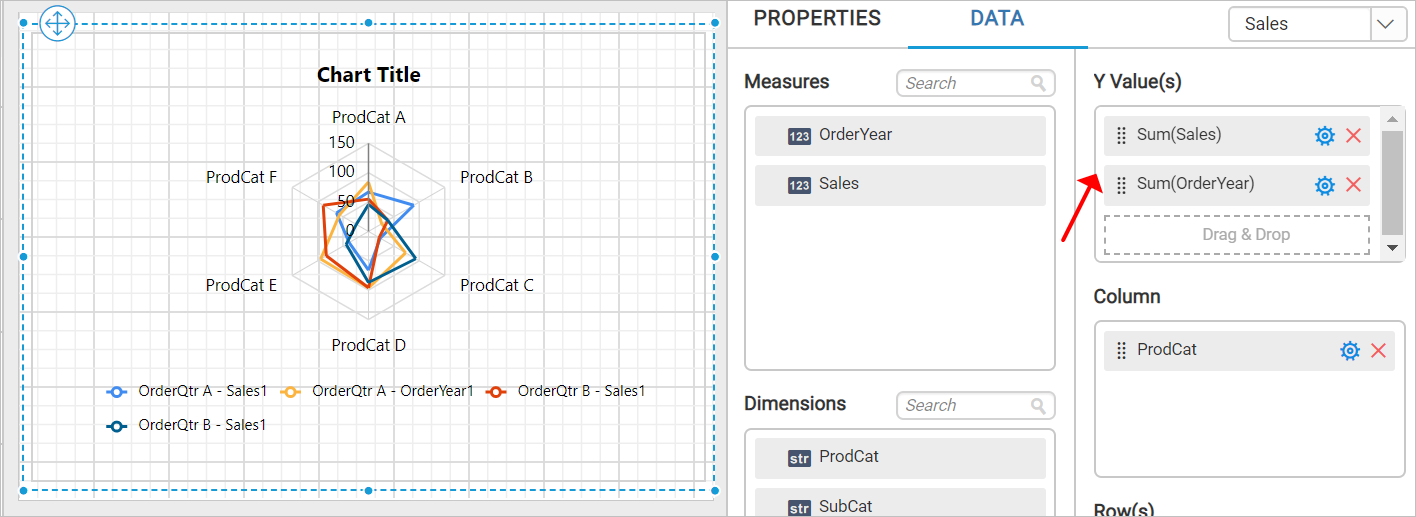 PROPERTIES
DATA
Sales
Chart Title
ProdCat A
150
100
50
0
ProdCat F
ProdCat B
ProdCat E
ProdCat C
ProdCat D
OrderQtr A - Sales1
OrderQtr A - OrderYear1
OrderQtr B - Sales1
OrderQtr B - Sales1
Measures
Search
123 OrderYear
123 Sales
Dimensions
Search
str ProdCat
str SubCat
Y Value(s)
Sum(Sales)
Sum(OrderYear)
Drag & Drop
Column
ProdCat
Row(s)